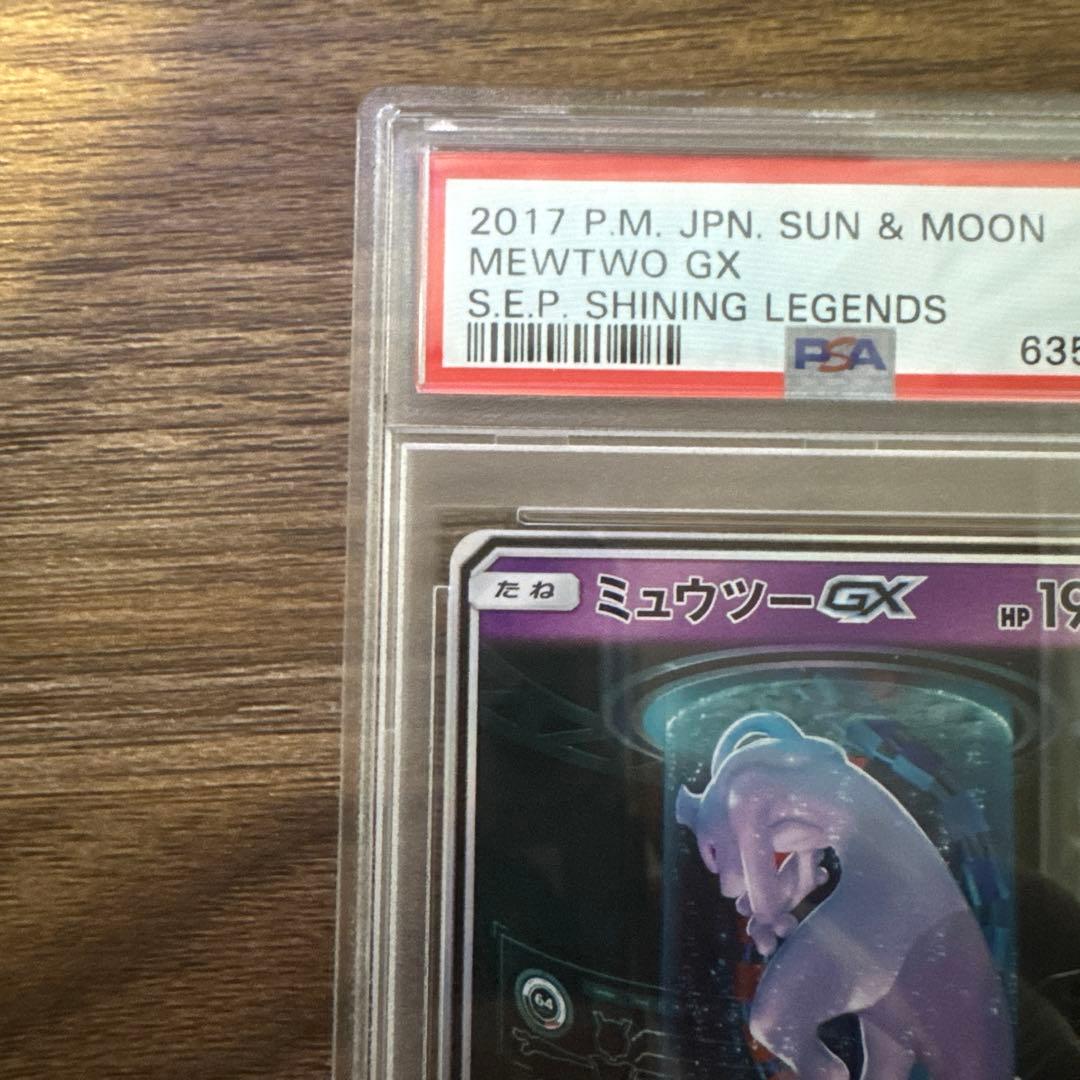 2017 P.M. JPN. SUN & MOON
MEWTWO GX
S.E.P. SHINING LEGENDS
PSA
635
たね ミュウツーGX HP 19
64